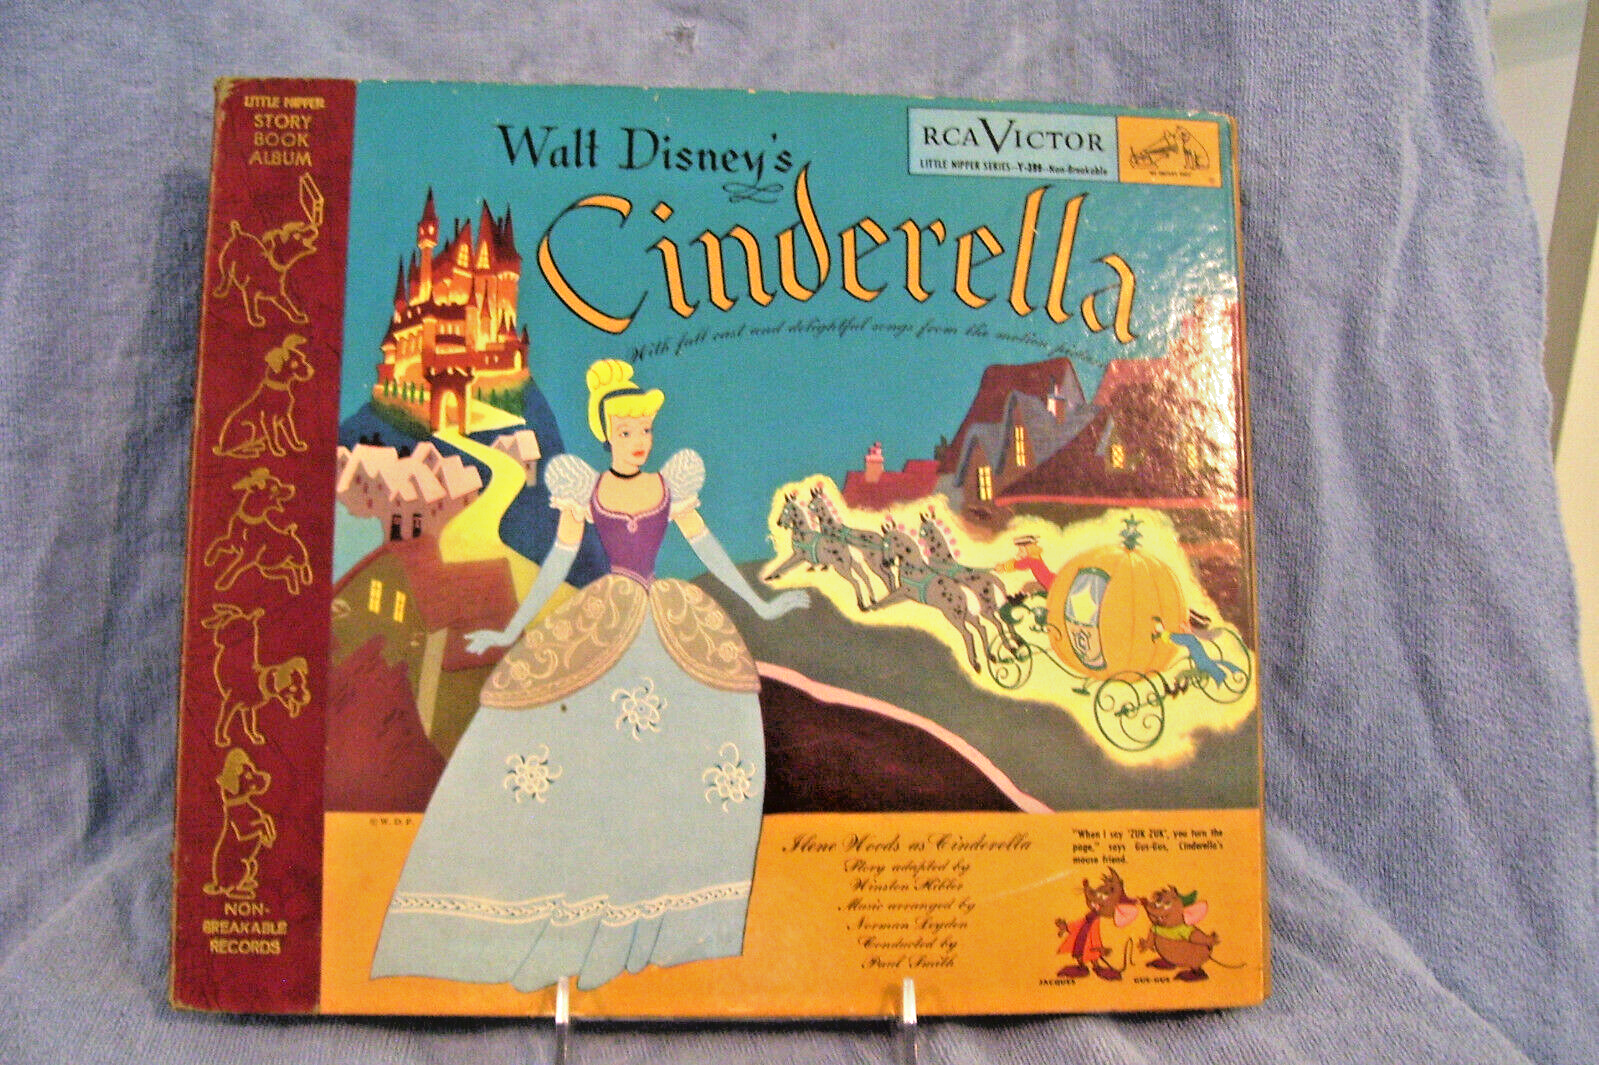 LITTLE NIPPER
STORY
BOOK
ALBUM
NON-
BREAKABLE
RECORDS
Walt Disney's
Cinderella
With full cast and delightful songs from the motion
RCA VICTOR
LITTLE NIPPER SERIES—Y-399—Non-Breakable
© W. D. P.
Ilene Woods as Cinderella
Story adapted by
Winston Hibler
Music arranged by
Norman Leyden
Conducted by
Paul Smith
"When I say 'ZUK ZUK', you turn the
page," says Gus-Gus, Cinderella's
mouse friend.
JACQUES
GUS-GUS